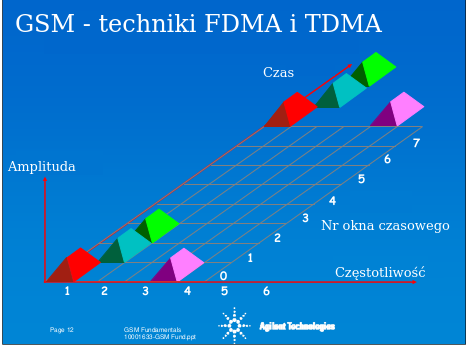 GSM - techniki FDMA i TDMA
Czas
7
6
5
Amplituda
4
3
Nr okna czasowego
2
1
0
Częstotliwość
1 2 3 4 5 6
Page 12
GSM Fundamentals
10001633-GSM Fund.ppt
Agilent Technologies